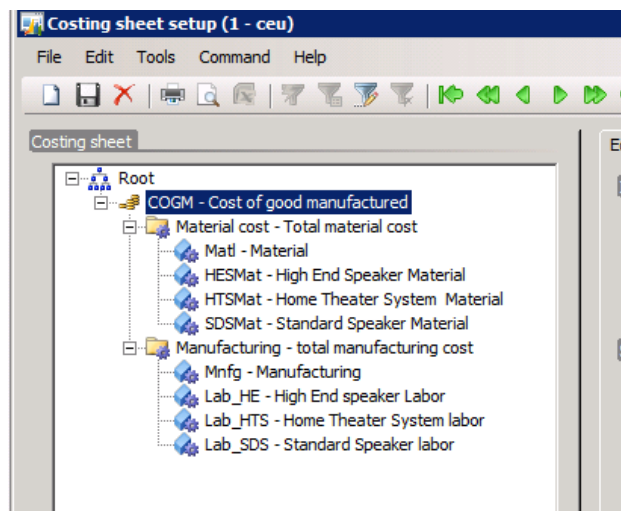 Costing sheet setup (1 - ceu)
File Edit Tools Command Help
Costing sheet
Root
COGM - Cost of good manufactured
Material cost - Total material cost
Matl - Material
HESMat - High End Speaker Material
HTSMat - Home Theater System Material
SDSMat - Standard Speaker Material
Manufacturing - total manufacturing cost
Mnfg - Manufacturing
Lab_HE - High End speaker Labor
Lab_HTS - Home Theater System labor
Lab_SDS - Standard Speaker labor